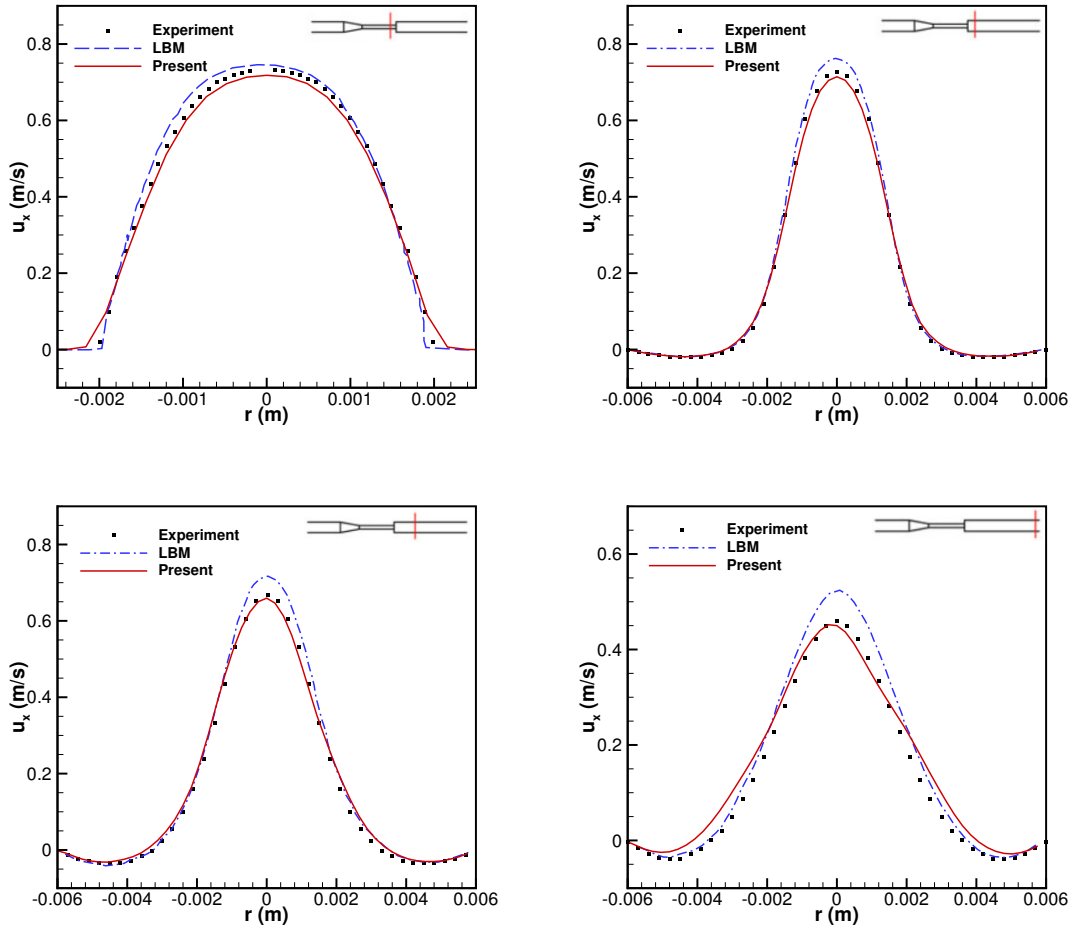 Experiment
LBM
Present
0.8
0.6
0.4
0.2
0
u_x (m/s)
-0.002
-0.001
0
0.001
0.002
r (m)
Experiment
LBM
Present
0.8
0.6
0.4
0.2
0
u_x (m/s)
-0.006
-0.004
-0.002
0
0.002
0.004
0.006
r (m)
Experiment
LBM
Present
0.8
0.6
0.4
0.2
0
u_x (m/s)
-0.006
-0.004
-0.002
0
0.002
0.004
0.006
r (m)
Experiment
LBM
Present
0.6
0.4
0.2
0
u_x (m/s)
-0.006
-0.004
-0.002
0
0.002
0.004
0.006
r (m)